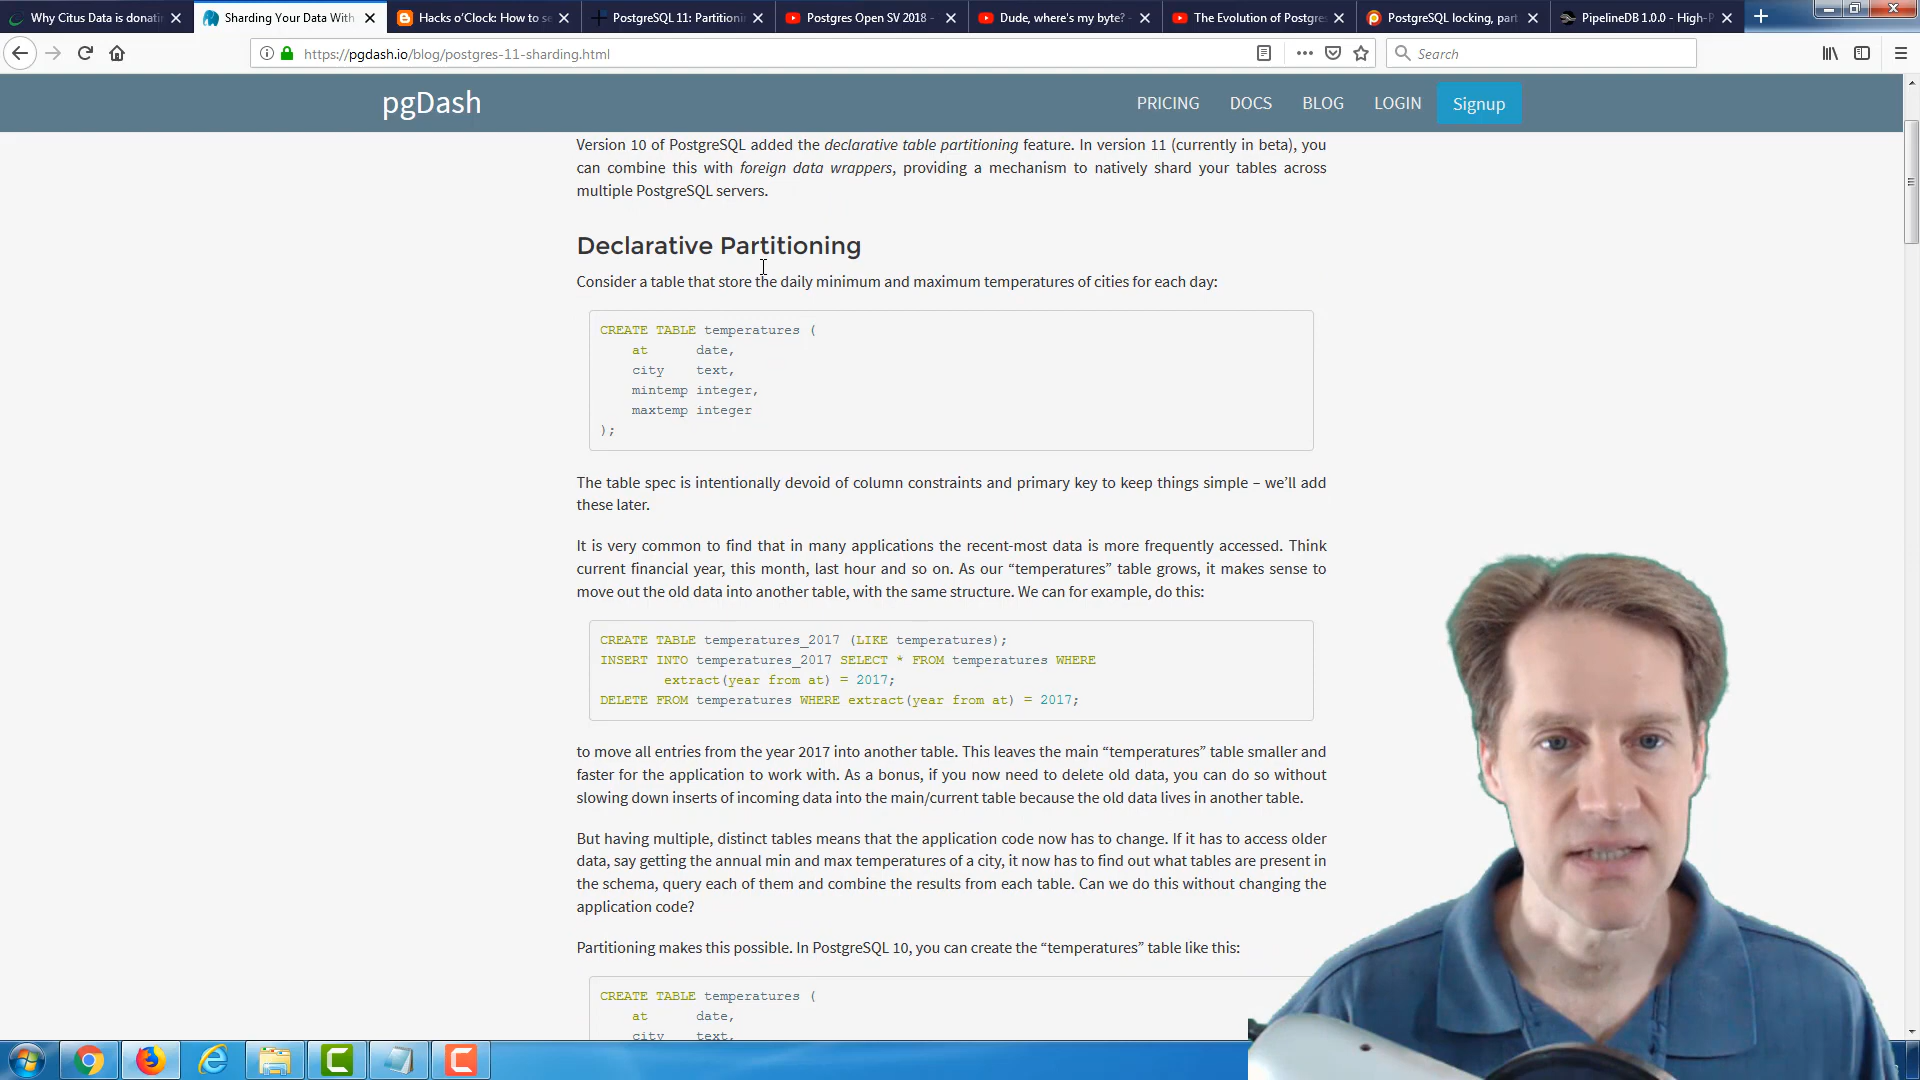 Why Citus Data is donati
Sharding Your Data With
Hacks o'Clock: How to se
PostgreSQL 11: Partitioni
Postgres Open SV 2018 -
Dude, where's my byte? -
The Evolution of Postgres
PostgreSQL locking, part
PipelineDB 1.0.0 - High-P
https://pgdash.io/blog/postgres-11-sharding.html
Search
pgDash
PRICING DOCS BLOG LOGIN Signup
Version 10 of PostgreSQL added the declarative table partitioning feature. In version 11 (currently in beta), you
can combine this with foreign data wrappers, providing a mechanism to natively shard your tables across
multiple PostgreSQL servers.
Declarative Partitioning
Consider a table that store the daily minimum and maximum temperatures of cities for each day:
CREATE TABLE temperatures (
at date,
city text,
mintemp integer,
maxtemp integer
);
The table spec is intentionally devoid of column constraints and primary key to keep things simple – we’ll add
these later.
It is very common to find that in many applications the recent-most data is more frequently accessed. Think
current financial year, this month, last hour and so on. As our “temperatures” table grows, it makes sense to
move out the old data into another table, with the same structure. We can for example, do this:
CREATE TABLE temperatures_2017 (LIKE temperatures);
INSERT INTO temperatures_2017 SELECT * FROM temperatures WHERE
extract(year from at) = 2017;
DELETE FROM temperatures WHERE extract(year from at) = 2017;
to move all entries from the year 2017 into another table. This leaves the main “temperatures” table smaller and
faster for the application to work with. As a bonus, if you now need to delete old data, you can do so without
slowing down inserts of incoming data into the main/current table because the old data lives in another table.
But having multiple, distinct tables means that the application code now has to change. If it has to access older
data, say getting the annual min and max temperatures of a city, it now has to find out what tables are present in
the schema, query each of them and combine the results from each table. Can we do this without changing the
application code?
Partitioning makes this possible. In PostgreSQL 10, you can create the “temperatures” table like this:
CREATE TABLE temperatures (
at date,
city text,